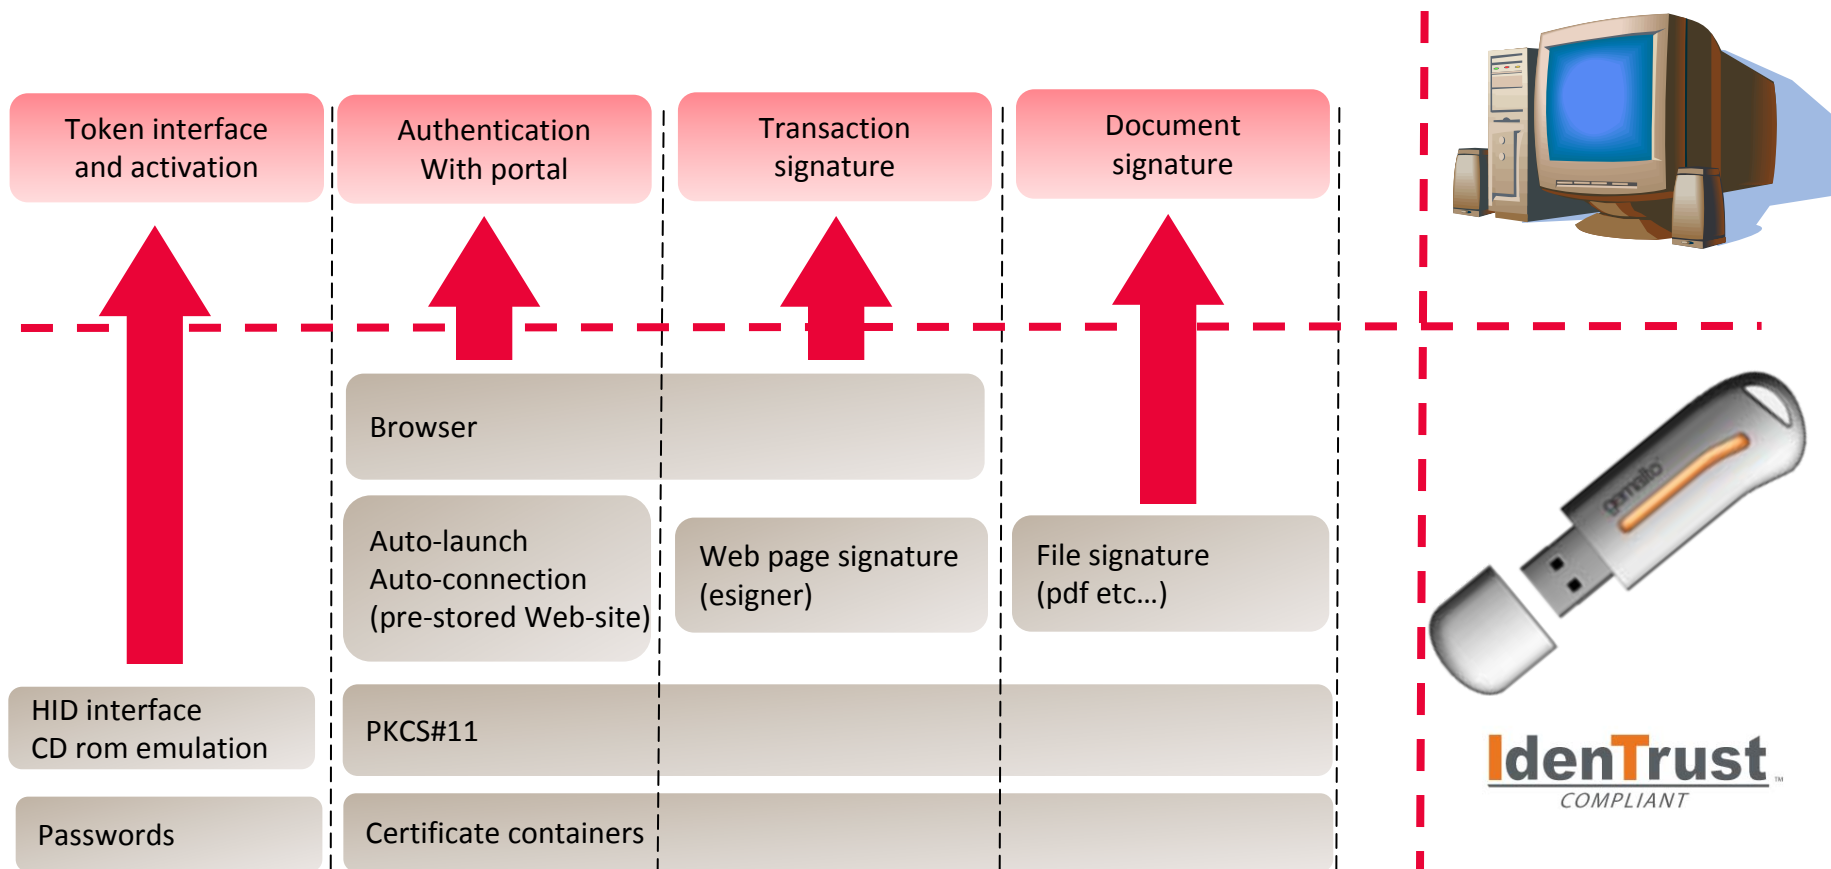 Token interface
and activation
Authentication
With portal
Transaction
signature
Document
signature
Browser
Auto-launch
Auto-connection
(pre-stored Web-site)
Web page signature
(esigner)
File signature
(pdf etc...)
gemalto
HID interface
CD rom emulation
PKCS#11
IdenTrust™
COMPLIANT
Passwords
Certificate containers